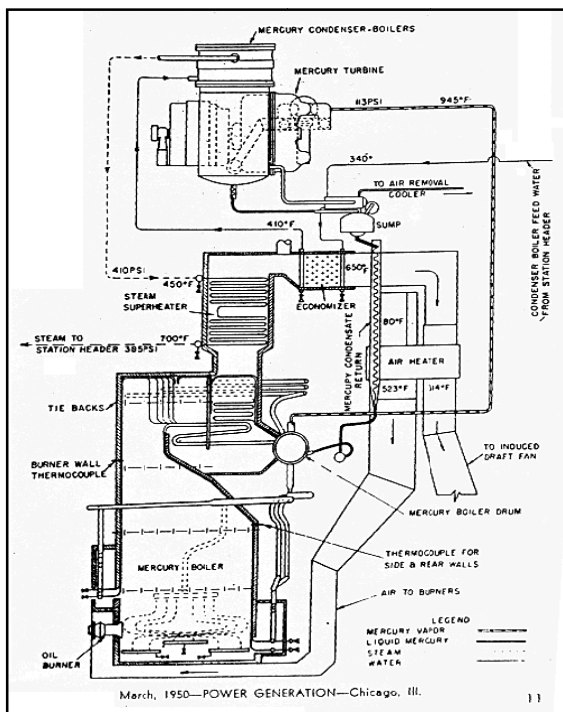 MERCURY CONDENSER-BOILERS
MERCURY TURBINE
113PSI
945°F
340°
TO AIR REMOVAL
COOLER
SUMP
CONDENSER BOILER FEED WATER
FROM STATION HEADER
410°F
410PSI
450°F
650°F
STEAM
SUPERHEATER
ECONOMIZER
80°F
MERCURY CONDENSATE
RETURN
AIR HEATER
STEAM TO
STATION HEADER 385PSI
700°F
523°F
114°F
TIE BACKS
BURNER WALL
THERMOCOUPLE
TO INDUCED
DRAFT FAN
MERCURY BOILER DRUM
THERMOCOUPLE FOR
SIDE & REAR WALLS
MERCURY BOILER
AIR TO BURNERS
OIL
BURNER
LEGEND
MERCURY VAPOR
LIQUID MERCURY
STEAM
WATER
March, 1950—POWER GENERATION—Chicago, Ill.
11